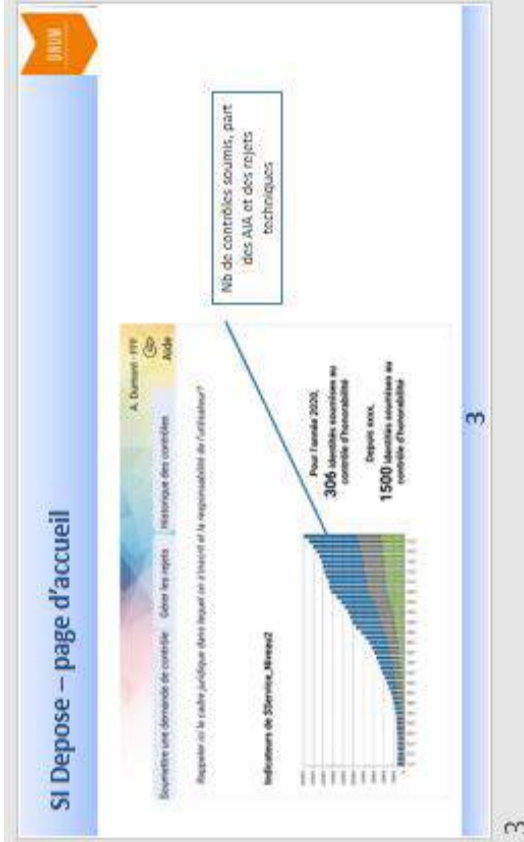 SI Depose – page d'accueil
DNUM
A. Dumont - FFF
Aide
Soumettre une demande de contrôle
Gérer les rejets
Historique des contrôles
Rappeler ici le cadre juridique dans lequel on s'inscrit et la responsabilité de l'utilisateur?
Indicateurs de
Pour l'année 2020,
306 identités soumises au
contrôle d'honorabilité
Depuis xxxx,
1500 identités soumises au
contrôle d'honorabilité
Nb de contrôles soumis, part
des AIA et des rejets
techniques
3
3